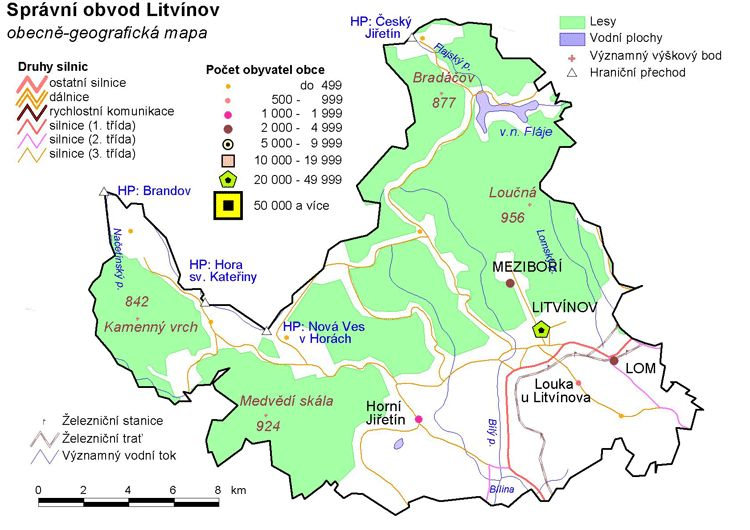 Správní obvod Litvínov
obecně-geografická mapa
Druhy silnic
ostatní silnice
dálnice
rychlostní komunikace
silnice (1. třída)
silnice (2. třída)
silnice (3. třída)
Počet obyvatel obce
do 499
500 - 999
1 000 - 1 999
2 000 - 4 999
5 000 - 9 999
10 000 - 19 999
20 000 - 49 999
50 000 a více
Lesy
Vodní plochy
Významný výškový bod
Hraniční přechod
HP: Český
Jiřetín
Flajský p.
Bradáčov
877
v.n. Fláje
HP: Brandov
Načetínský p.
Loučná
956
Lomský p.
HP: Hora
sv. Kateřiny
MEZIBOŘÍ
842
Kamenný vrch
LITVÍNOV
HP: Nová Ves
v Horách
LOM
Louka
u Litvínova
Medvědí skála
924
Horní
Jiřetín
Bílý p.
Bílina
Železniční stanice
Železniční trať
Významný vodní tok
0 2 4 6 8 km